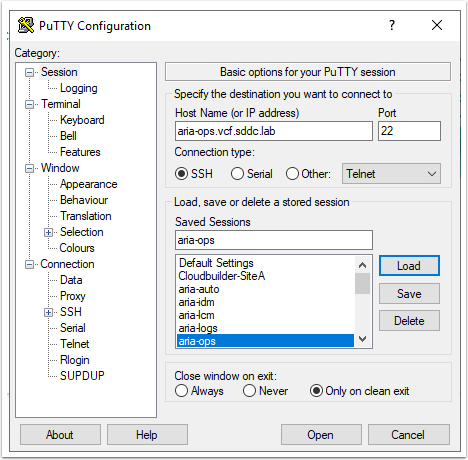 PuTTY Configuration
?
Category:
Session
Logging
Terminal
Keyboard
Bell
Features
Window
Appearance
Behaviour
Translation
Selection
Colours
Connection
Data
Proxy
SSH
Serial
Telnet
Rlogin
SUPDUP
Basic options for your PuTTY session
Specify the destination you want to connect to
Host Name (or IP address) Port
aria-ops.vcf.sddc.lab 22
Connection type:
SSH Serial Other: Telnet
Load, save or delete a stored session
Saved Sessions
aria-ops
Default Settings
Cloudbuilder-SiteA
aria-auto
aria-idm
aria-lcm
aria-logs
aria-ops
Load
Save
Delete
Close window on exit:
Always Never Only on clean exit
About Help Open Cancel